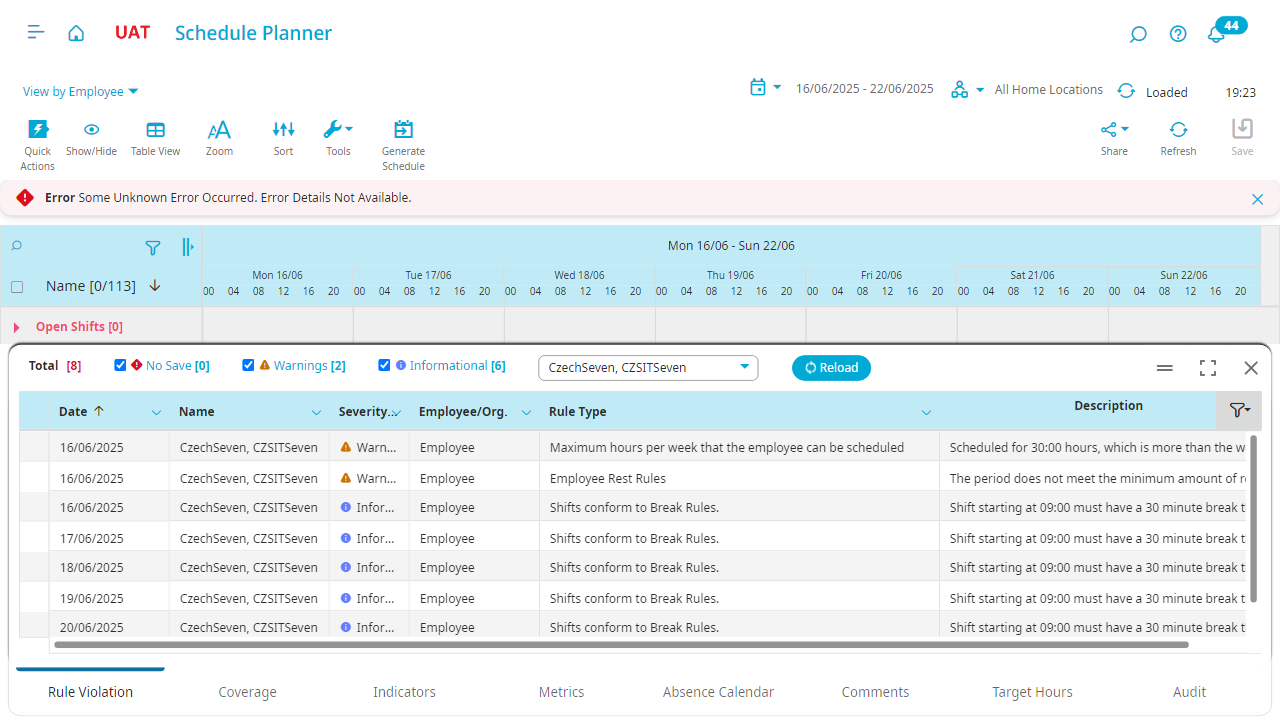 UAT Schedule Planner 44
View by Employee 16/06/2025 - 22/06/2025 All Home Locations Loaded 19:23
Quick Actions Show/Hide Table View Zoom Sort Tools Generate Schedule Share Refresh Save
Error Some Unknown Error Occurred. Error Details Not Available.
Mon 16/06 - Sun 22/06
Mon 16/06 Tue 17/06 Wed 18/06 Thu 19/06 Fri 20/06 Sat 21/06 Sun 22/06
Name [0/113] 00 04 08 12 16 20 00 04 08 12 16 20 00 04 08 12 16 20 00 04 08 12 16 20 00 04 08 12 16 20 00 04 08 12 16 20 00 04 08 12 16 20
Open Shifts [0]
Total [8] No Save [0] Warnings [2] Informational [6] CzechSeven, CZSITSeven Reload
Date Name Severity... Employee/Org. Rule Type Description
16/06/2025 CzechSeven, CZSITSeven Warn... Employee Maximum hours per week that the employee can be scheduled Scheduled for 30:00 hours, which is more than the w
16/06/2025 CzechSeven, CZSITSeven Warn... Employee Employee Rest Rules The period does not meet the minimum amount of r
16/06/2025 CzechSeven, CZSITSeven Infor... Employee Shifts conform to Break Rules. Shift starting at 09:00 must have a 30 minute break t
17/06/2025 CzechSeven, CZSITSeven Infor... Employee Shifts conform to Break Rules. Shift starting at 09:00 must have a 30 minute break t
18/06/2025 CzechSeven, CZSITSeven Infor... Employee Shifts conform to Break Rules. Shift starting at 09:00 must have a 30 minute break t
19/06/2025 CzechSeven, CZSITSeven Infor... Employee Shifts conform to Break Rules. Shift starting at 09:00 must have a 30 minute break t
20/06/2025 CzechSeven, CZSITSeven Infor... Employee Shifts conform to Break Rules. Shift starting at 09:00 must have a 30 minute break t
Rule Violation Coverage Indicators Metrics Absence Calendar Comments Target Hours Audit